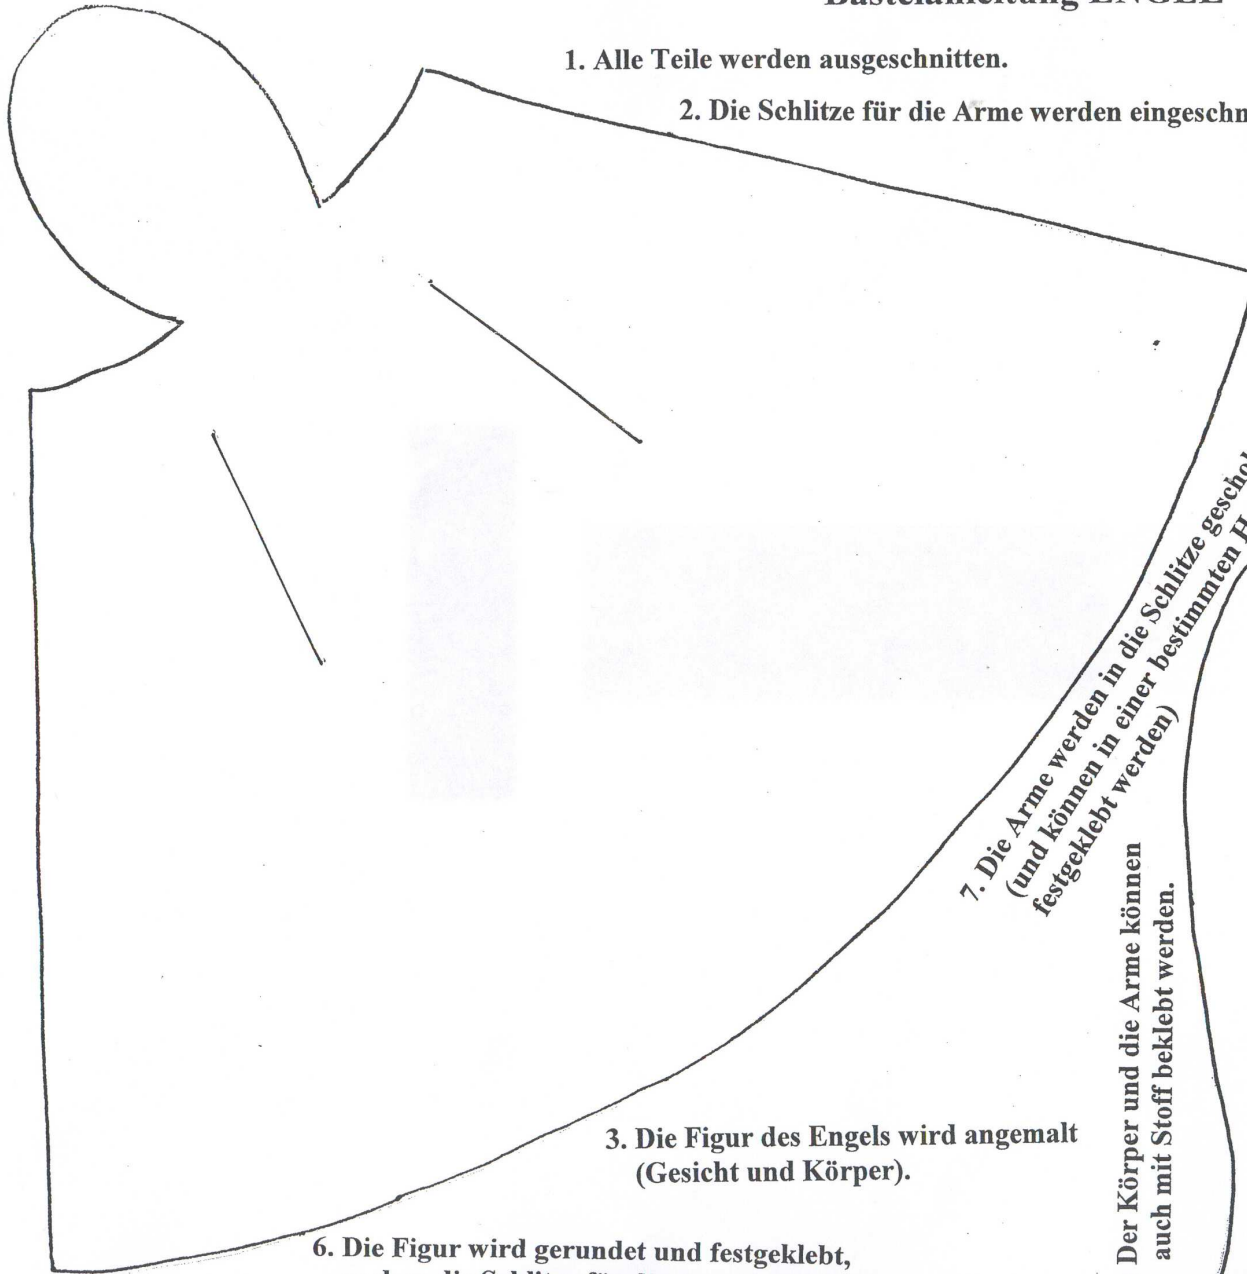 Bastelanleitung ENGEL
1. Alle Teile werden ausgeschnitten.
2. Die Schlitze für die Arme werden
3. Die Figur des Engels wird angemalt
(Gesicht und Körper).
6. Die Figur wird gerundet und festgeklebt,
7. Die Arme werden in die Schlitze
(und können in einer bestimmten
festgeklebt werden)
Der Körper und die Arme können
auch mit Stoff beklebt werden.